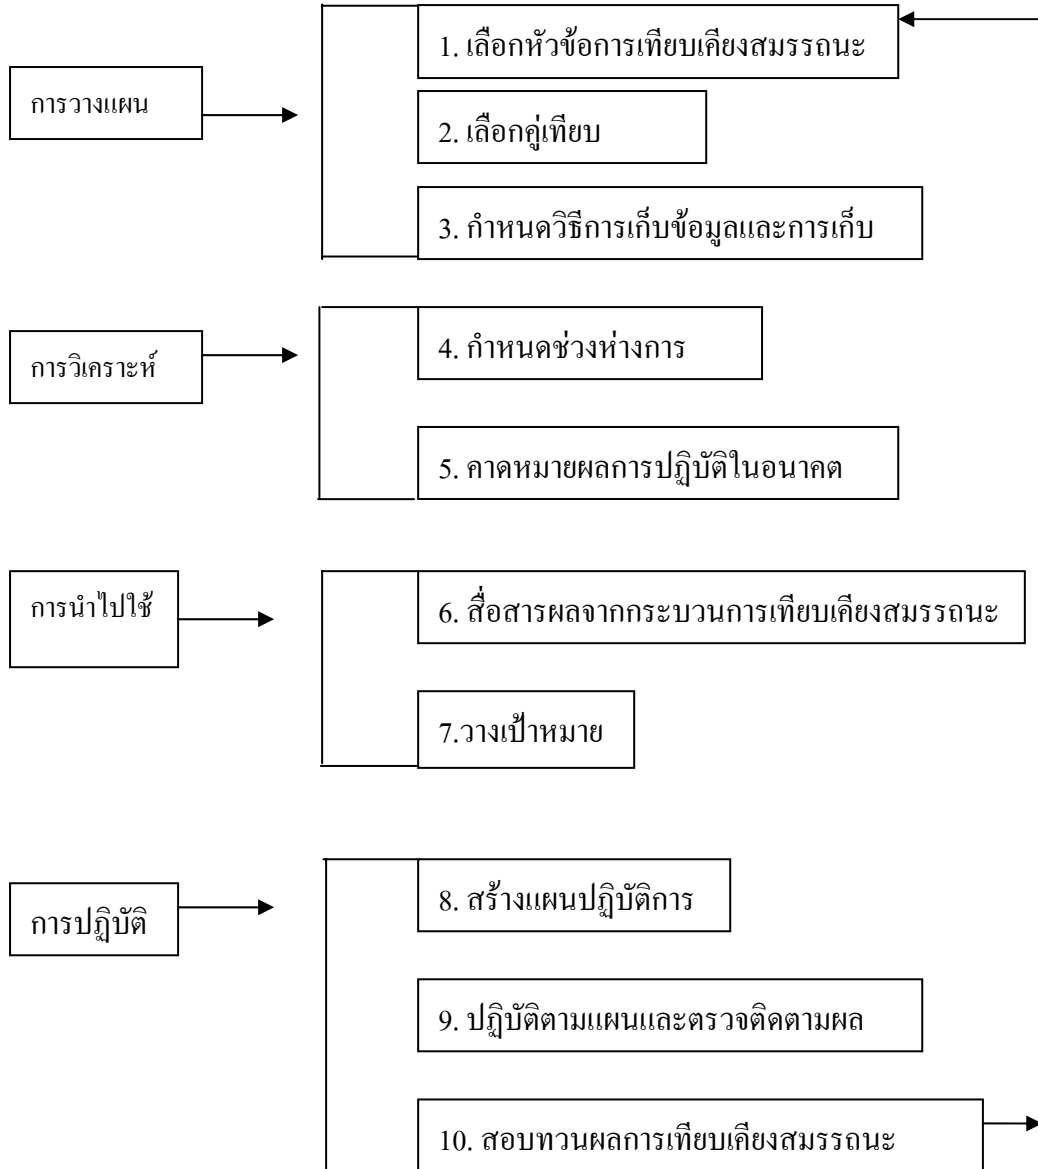 1. เลือกหัวข้อการเทียบเคียงสมรรถนะ
การวางแผน
2. เลือกคู่เทียบ
3. กำหนดวิธีการเก็บข้อมูลและการเก็บ
4. กำหนดช่วงห่างการ
การวิเคราะห์
5. คาดหมายผลการปฏิบัติในอนาคต
การนำไปใช้
6. สื่อสารผลจากกระบวนการเทียบเคียงสมรรถนะ
7.วางเป้าหมาย
8. สร้างแผนปฏิบัติการ
การปฏิบัติ
9. ปฏิบัติตามแผนและตรวจติดตามผล
10. สอบทวนผลการเทียบเคียงสมรรถนะ